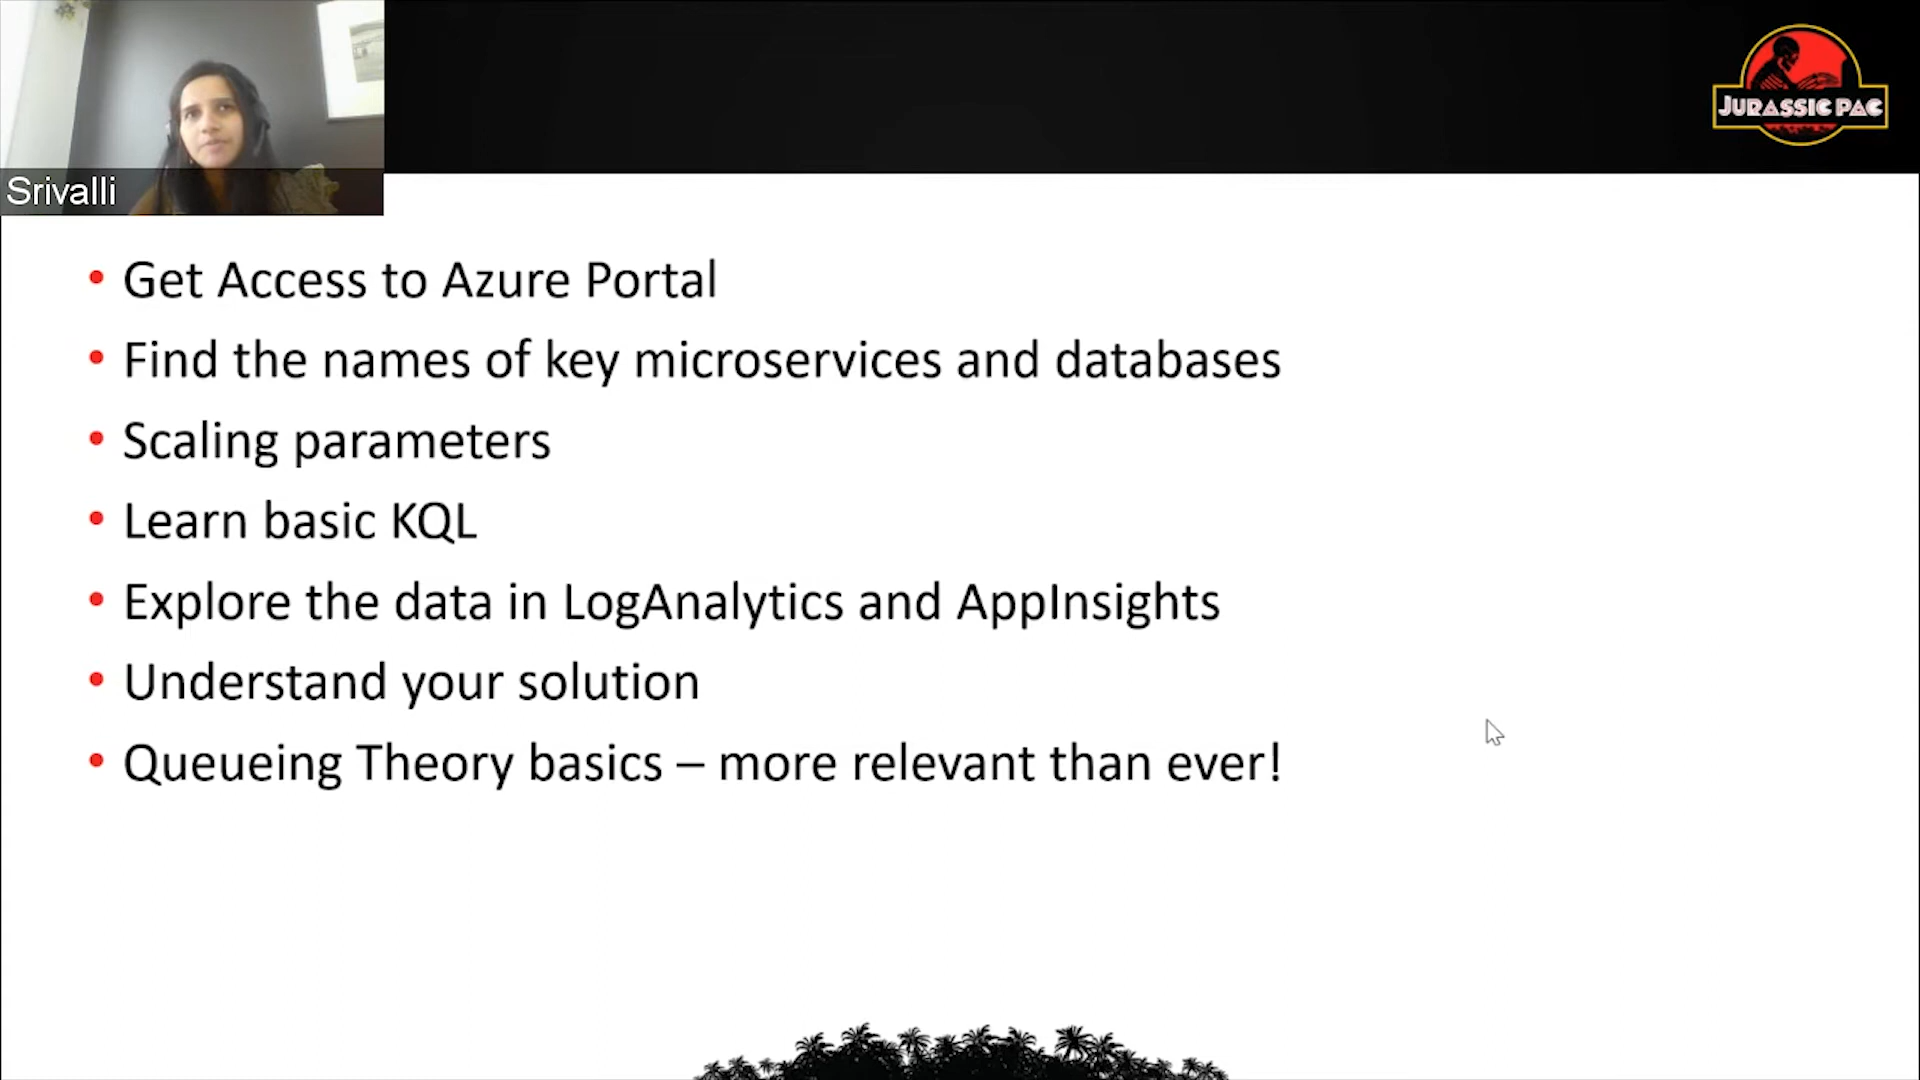 JURASSIC PAC
Srivalli
• Get Access to Azure Portal
• Find the names of key microservices and databases
• Scaling parameters
• Learn basic KQL
• Explore the data in LogAnalytics and AppInsights
• Understand your solution
• Queueing Theory basics – more relevant than ever!